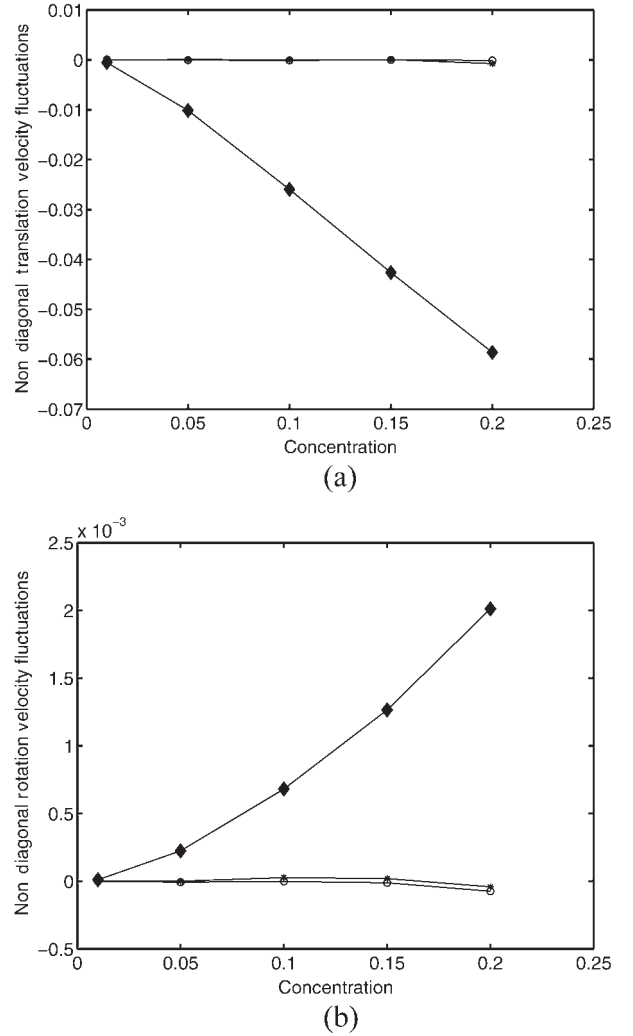 0.01
0
−0.01
−0.02
−0.03
−0.04
−0.05
−0.06
−0.07
Non diagonal translation velocity fluctuations
0 0.05 0.1 0.15 0.2 0.25
Concentration
(a)
x 10⁻³
2.5
2
1.5
1
0.5
0
−0.5
Non diagonal rotation velocity fluctuations
0 0.05 0.1 0.15 0.2 0.25
Concentration
(b)